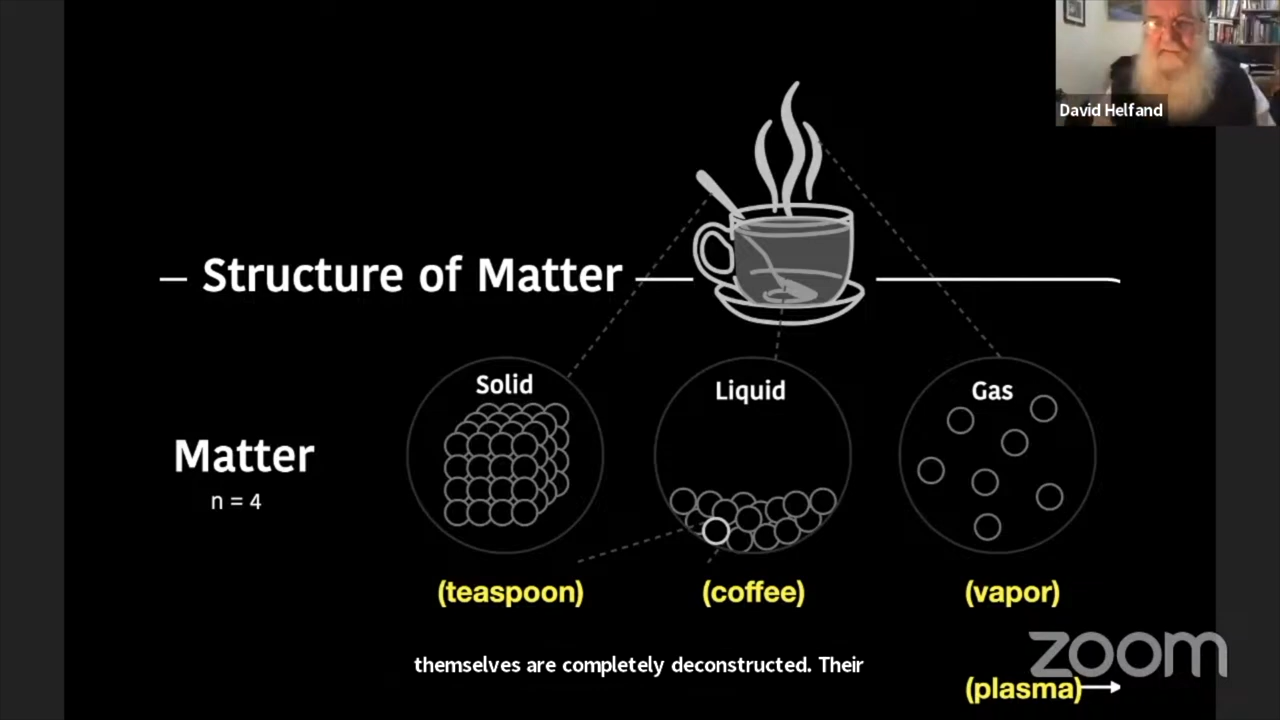 David Helfand
Structure of Matter
Solid
Liquid
Gas
Matter
n = 4
(teaspoon)
(coffee)
(vapor)
themselves are completely deconstructed. Their
zoom
(plasma)